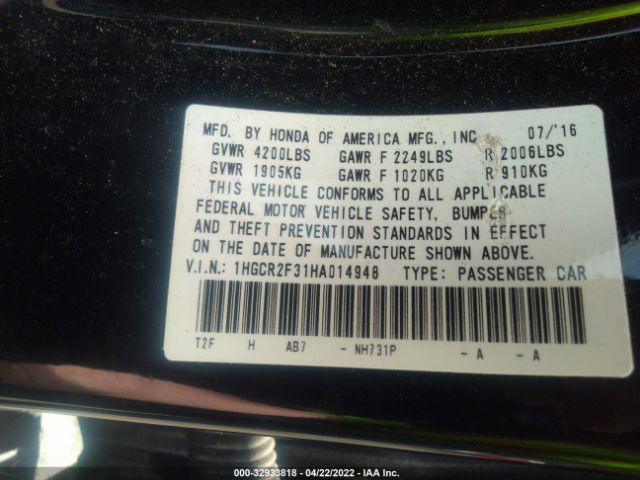 MFD. BY HONDA OF AMERICA MFG., INC 07/'16
GVWR 4200LBS GAWR F 2249LBS R 2006LBS
GVWR 1905KG GAWR F 1020KG R 910KG
THIS VEHICLE CONFORMS TO ALL APPLICABLE
FEDERAL MOTOR VEHICLE SAFETY, BUMPER
AND THEFT PREVENTION STANDARDS IN EFFECT
ON THE DATE OF MANUFACTURE SHOWN ABOVE.
V.I.N.: 1HGCR2F31HA014948 TYPE: PASSENGER CAR
T2F H AB7 - NH731P - A - A
000-32933818 - 04/22/2022 - IAA Inc.